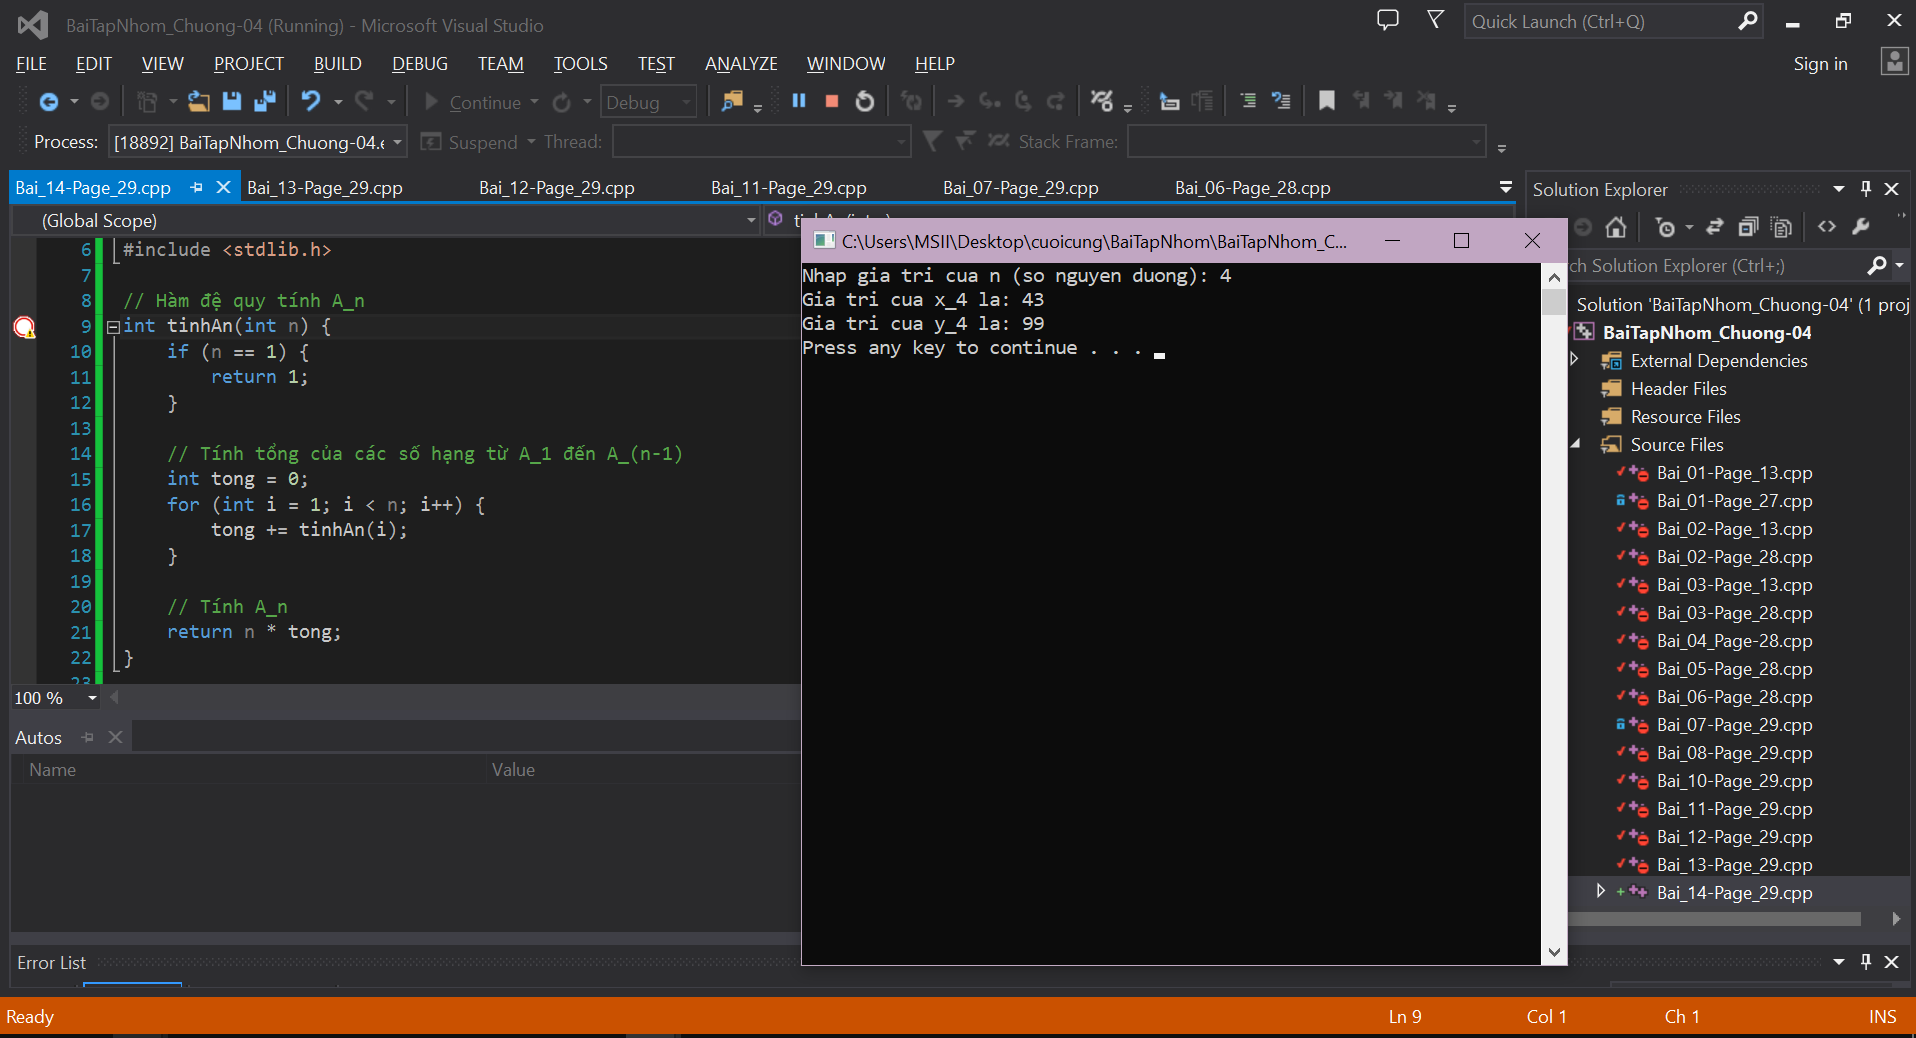 BaiTapNhom_Chuong-04 (Running) - Microsoft Visual Studio
Quick Launch (Ctrl+Q)
FILE EDIT VIEW PROJECT BUILD DEBUG TEAM TOOLS TEST ANALYZE WINDOW HELP
Sign in
Continue Debug
Process: [18892] BaiTapNhom_Chuong-04.e Suspend Thread: Stack Frame:
Bai_14-Page_29.cpp Bai_13-Page_29.cpp Bai_12-Page_29.cpp Bai_11-Page_29.cpp Bai_07-Page_29.cpp Bai_06-Page_28.cpp
(Global Scope)
6 #include <stdlib.h>
7
8 // Hàm đệ quy tính A_n
9 int tinhAn(int n) {
10 if (n == 1) {
11 return 1;
12 }
13
14 // Tính tổng của các số hạng từ A_1 đến A_(n-1)
15 int tong = 0;
16 for (int i = 1; i < n; i++) {
17 tong += tinhAn(i);
18 }
19
20 // Tính A_n
21 return n * tong;
22 }
23
100 %
Autos
Name Value
Error List
C:\Users\MSII\Desktop\cuoicung\BaiTapNhom\BaiTapNhom_C...
Nhap gia tri cua n (so nguyen duong): 4
Gia tri cua x_4 la: 43
Gia tri cua y_4 la: 99
Press any key to continue . . .
Solution Explorer
Solution Explorer (Ctrl+;)
Solution 'BaiTapNhom_Chuong-04' (1 proj
BaiTapNhom_Chuong-04
External Dependencies
Header Files
Resource Files
Source Files
Bai_01-Page_13.cpp
Bai_01-Page_27.cpp
Bai_02-Page_13.cpp
Bai_02-Page_28.cpp
Bai_03-Page_13.cpp
Bai_03-Page_28.cpp
Bai_04_Page-28.cpp
Bai_05-Page_28.cpp
Bai_06-Page_28.cpp
Bai_07-Page_29.cpp
Bai_08-Page_29.cpp
Bai_10-Page_29.cpp
Bai_11-Page_29.cpp
Bai_12-Page_29.cpp
Bai_13-Page_29.cpp
Bai_14-Page_29.cpp
Ready Ln 9 Col 1 Ch 1 INS